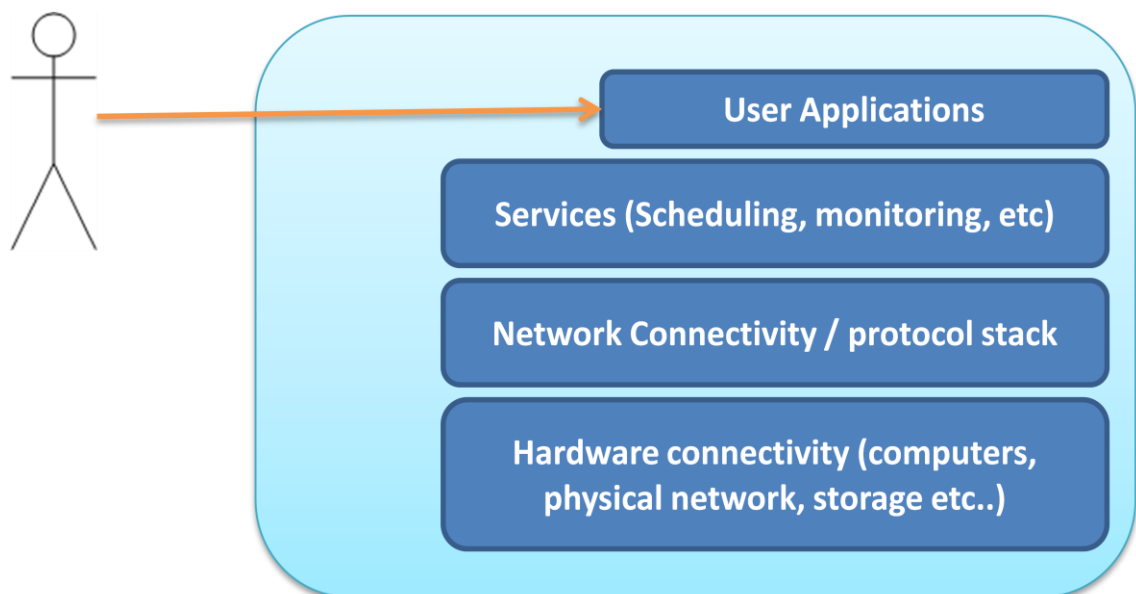 User Applications
Services (Scheduling, monitoring, etc)
Network Connectivity / protocol stack
Hardware connectivity (computers,
physical network, storage etc..)